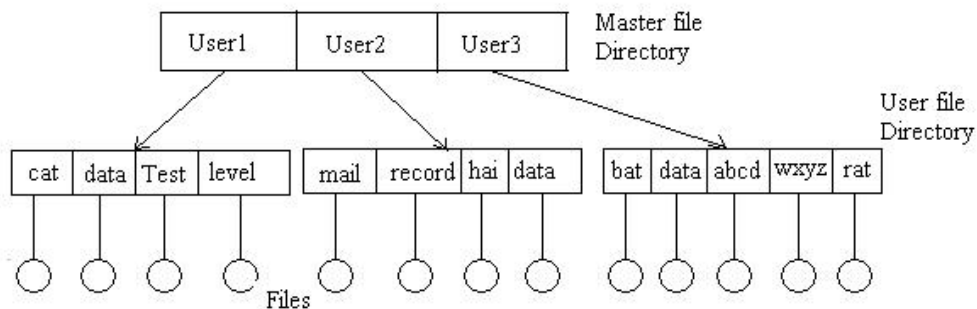 User1 User2 User3
Master file
Directory
User file
Directory
cat data Test level
mail record hai data
bat data abcd wxyz rat
Files